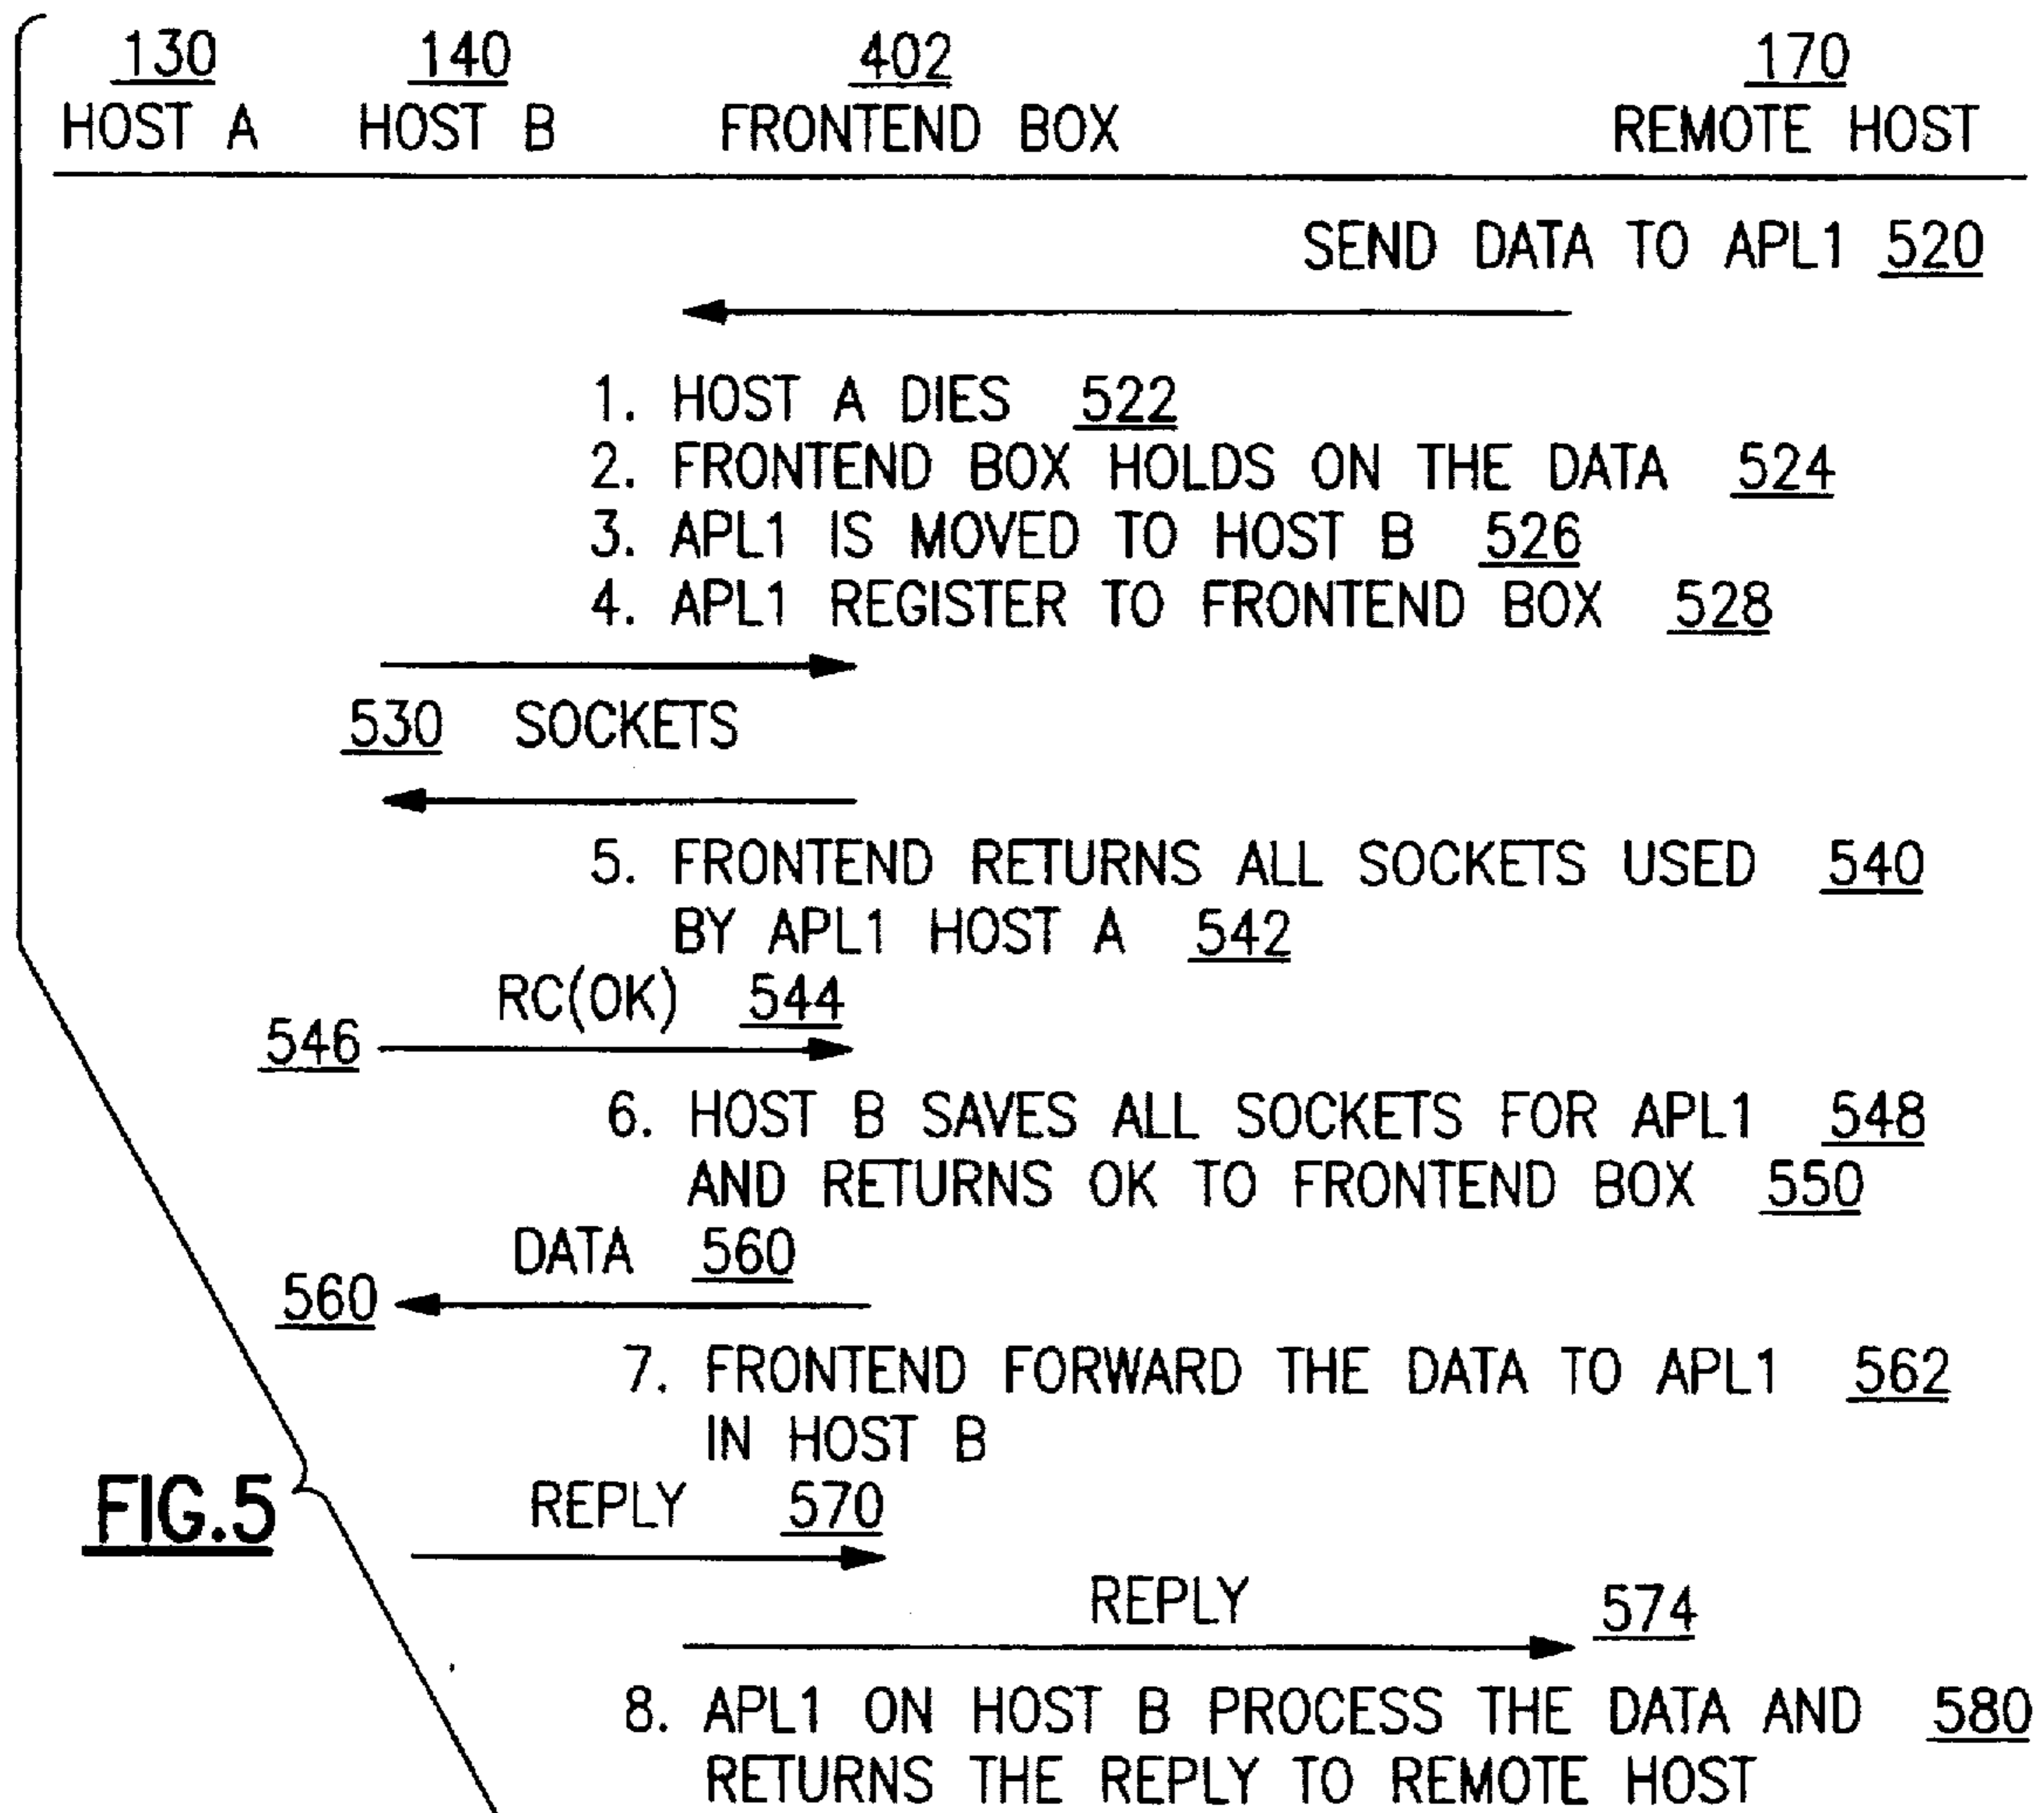 130 140 402 170
HOST A HOST B FRONTEND BOX REMOTE HOST
SEND DATA TO APL1 520
1. HOST A DIES 522
2. FRONTEND BOX HOLDS ON THE DATA 524
3. APL1 IS MOVED TO HOST B 526
4. APL1 REGISTER TO FRONTEND BOX 528
530 SOCKETS
5. FRONTEND RETURNS ALL SOCKETS USED 540
BY APL1 HOST A 542
RC(OK) 544
546
6. HOST B SAVES ALL SOCKETS FOR APL1 548
AND RETURNS OK TO FRONTEND BOX 550
DATA 560
560
7. FRONTEND FORWARD THE DATA TO APL1 562
IN HOST B
REPLY 570
FIG.5
REPLY 574
8. APL1 ON HOST B PROCESS THE DATA AND 580
RETURNS THE REPLY TO REMOTE HOST